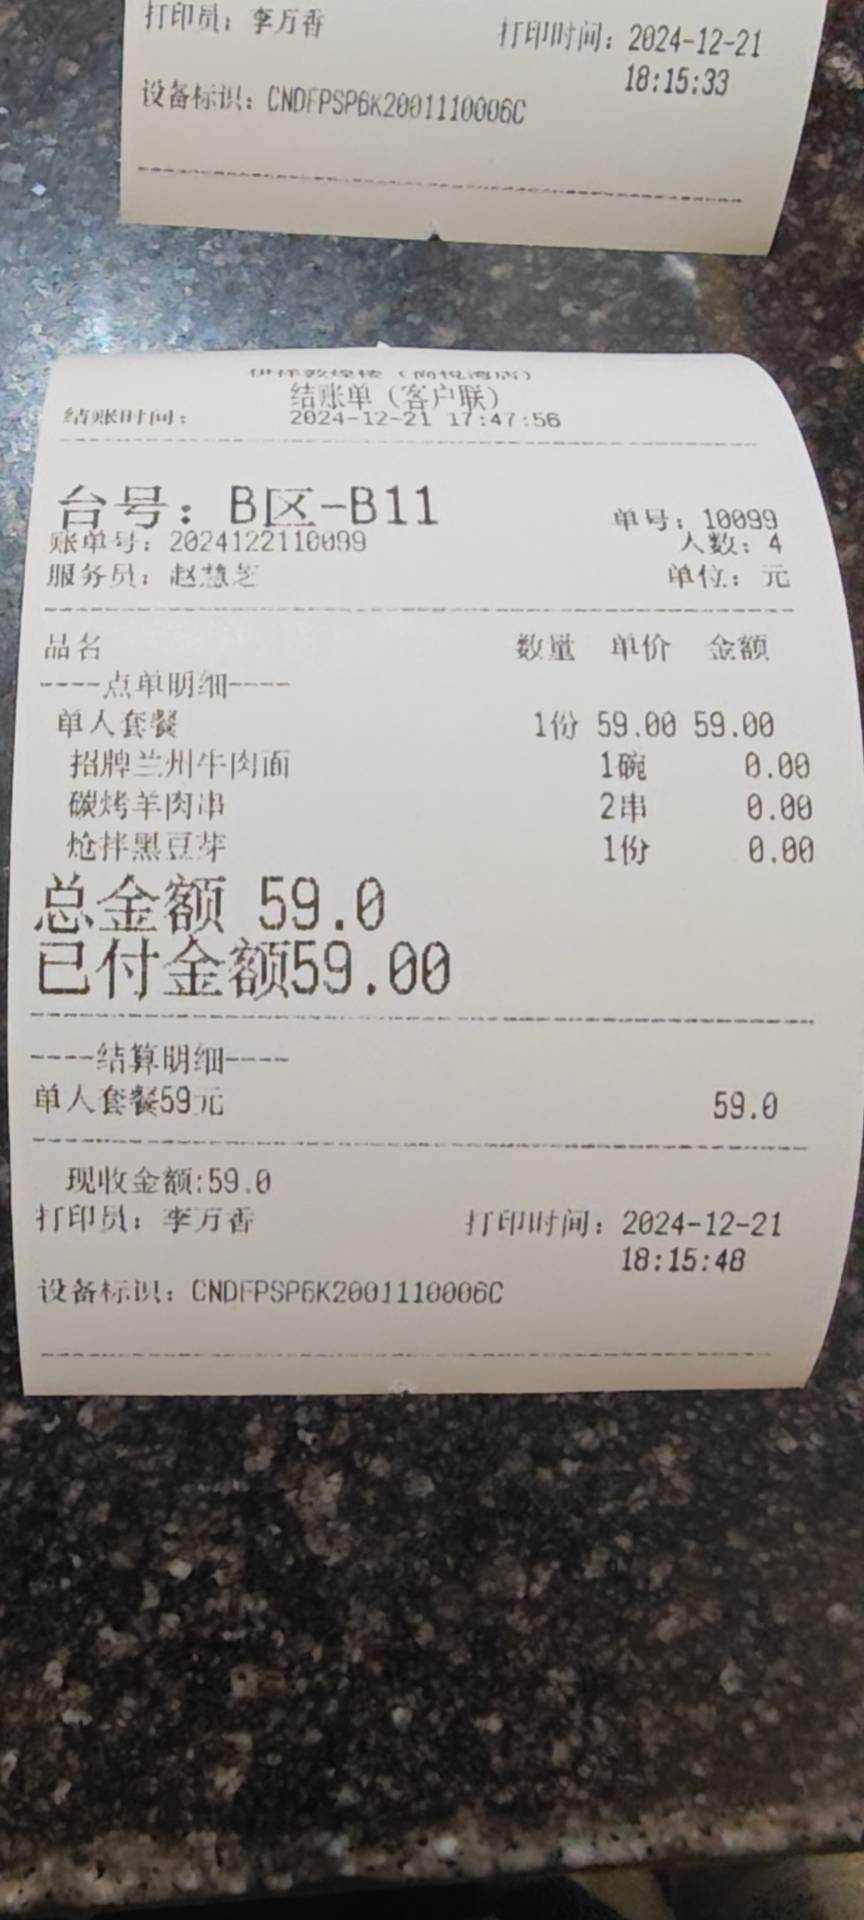 打印员：李万香
打印时间：2024-12-21
18:15:33
设备标识：CNDFPSP6K2001110006C
结账单（客户联）
结账时间：2024-12-21 17:47:56
台号：B区-B11
单号：10099
账单号：2024122110099
人数：4
服务员：赵慧芝
单位：元
品名 数量 单价 金额
----点单明细----
单人套餐 1份 59.00 59.00
招牌兰州牛肉面 1碗 0.00
碳烤羊肉串 2串 0.00
炝拌黑豆芽 1份 0.00
总金额 59.0
已付金额59.00
----结算明细----
单人套餐59元 59.0
现收金额:59.0
打印员：李万香
打印时间：2024-12-21
18:15:48
设备标识：CNDFPSP6K2001110006C